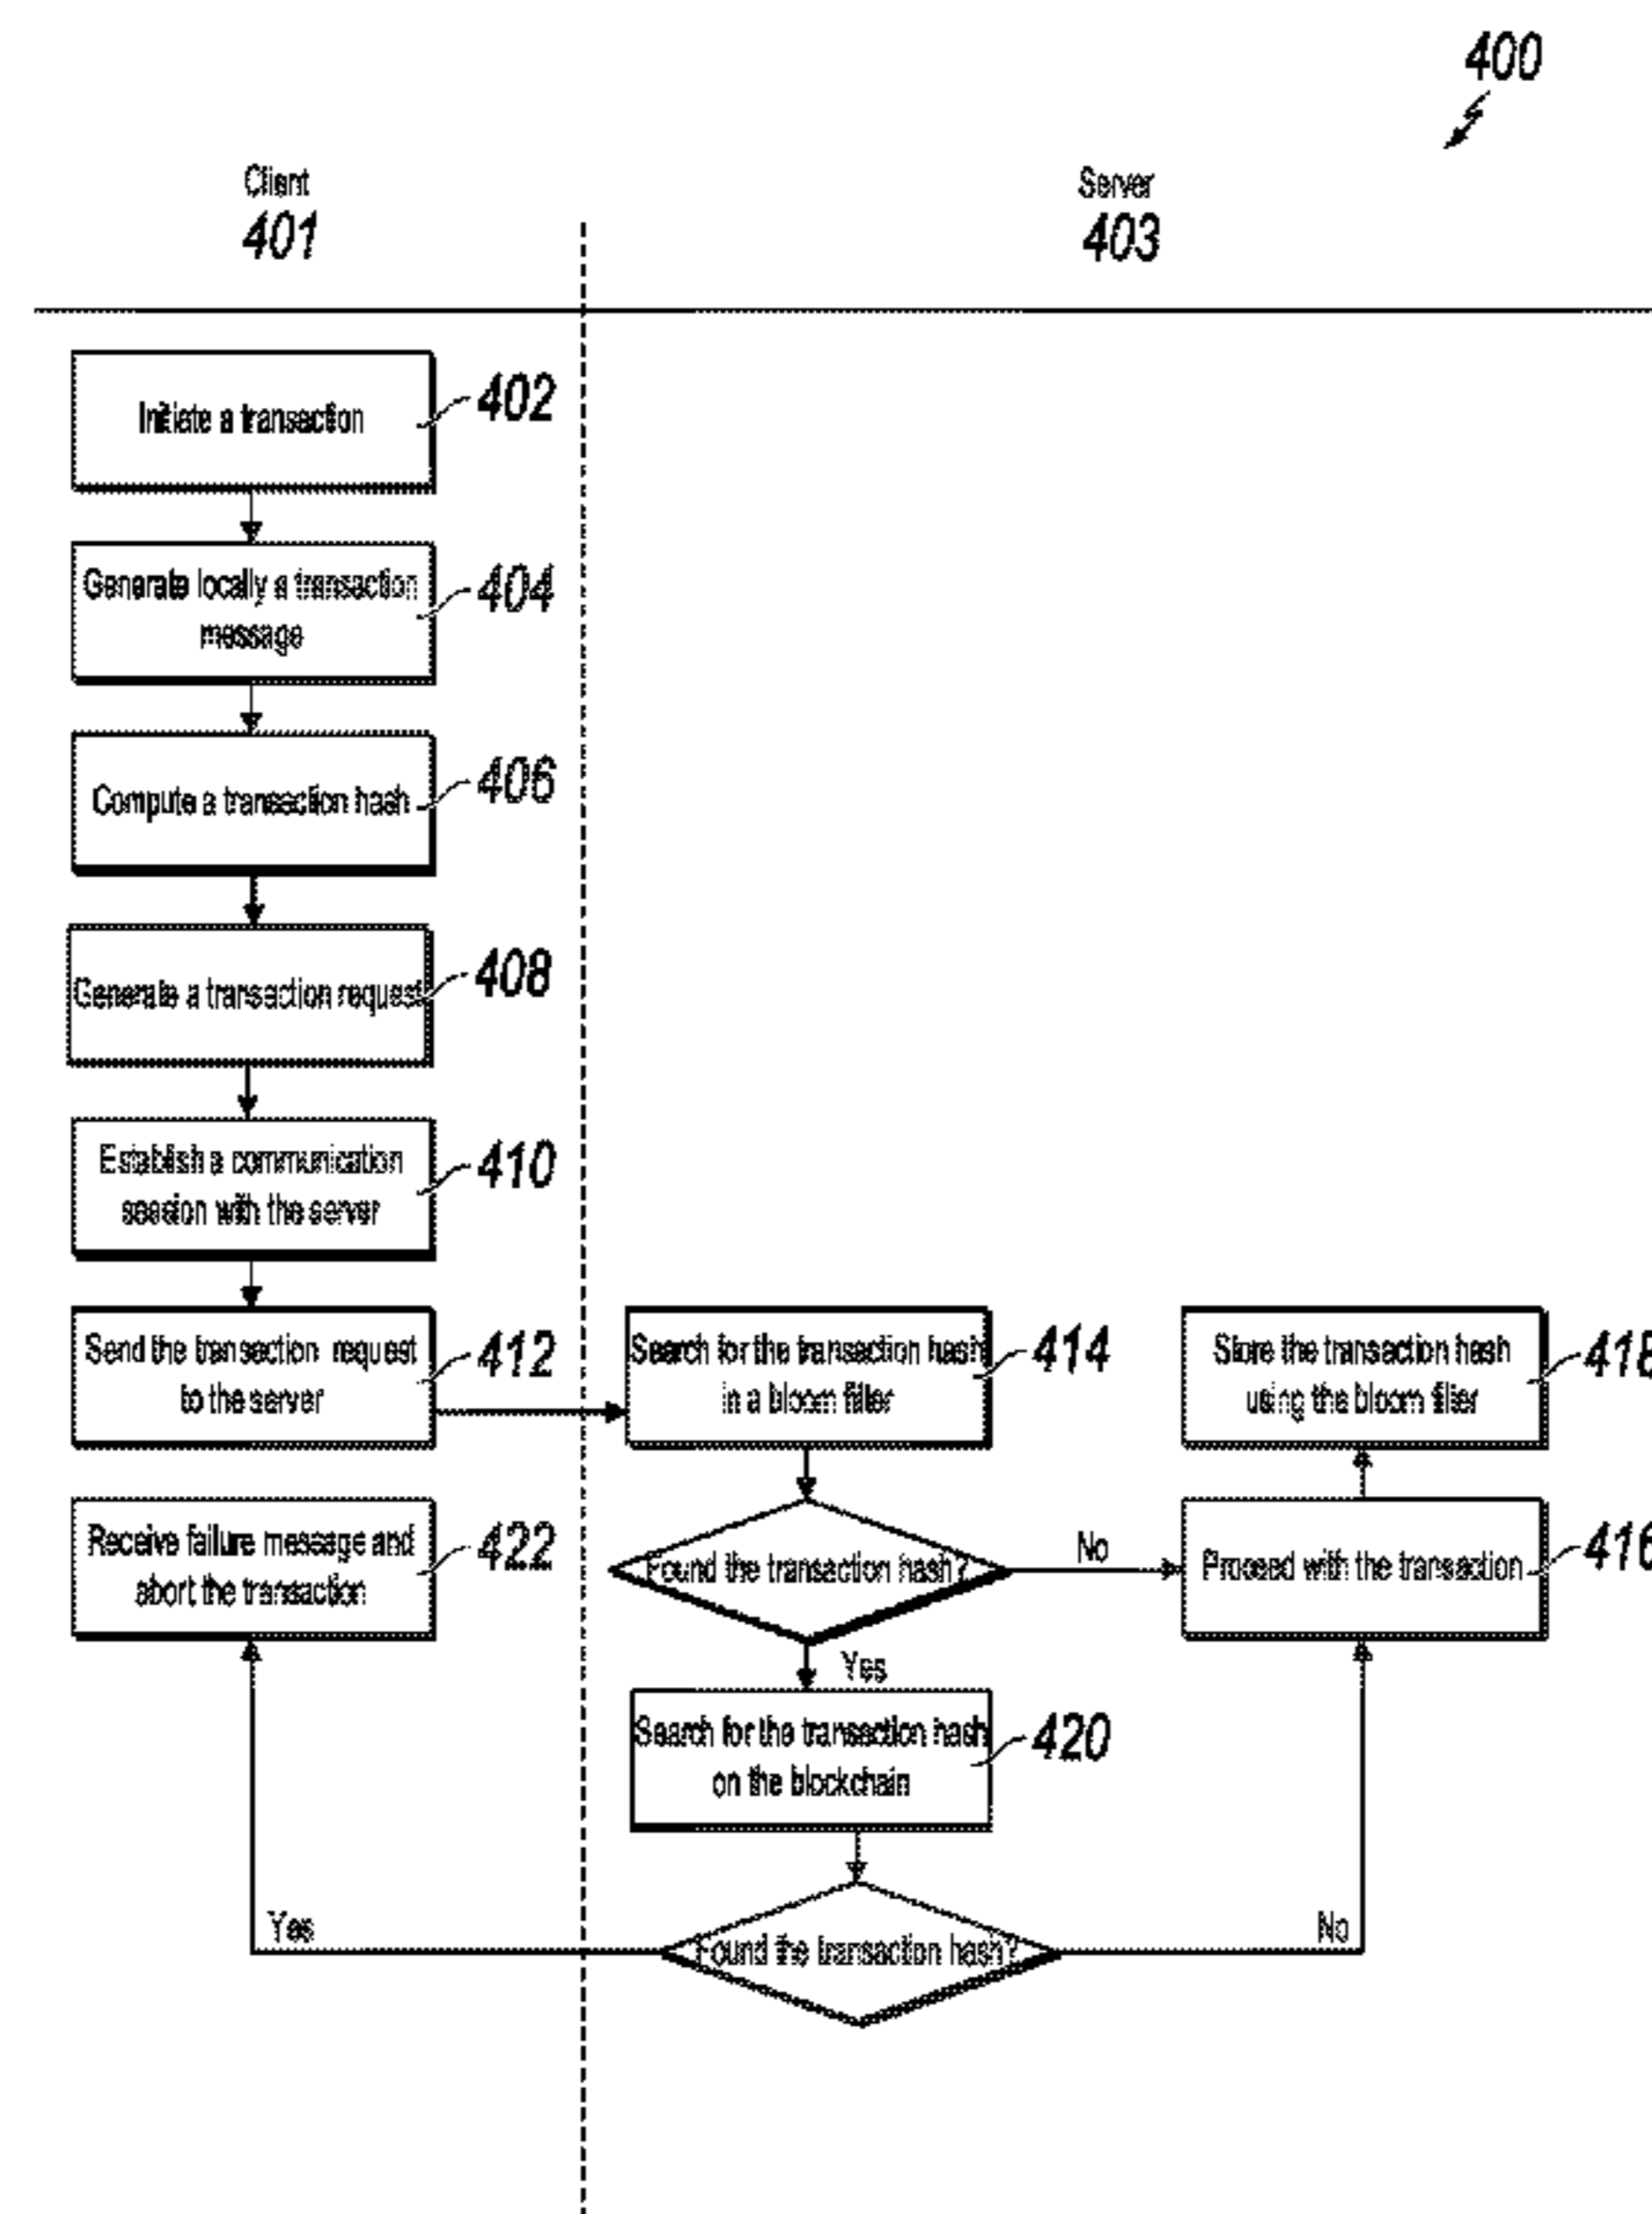 400
Client
401
Server
403
Initiate a transaction
402
Generate locally a transaction
message
404
Compute a transaction hash
406
Generate a transaction request
408
Establish a communication
session with the server
410
Send the transaction request
to the server
412
Search for the transaction hash
in a bloom filter
414
Store the transaction hash
using the bloom filter
418
Receive failure message and
abort the transaction
422
Found the transaction hash?
No
Proceed with the transaction
416
Yes
Search for the transaction hash
on the blockchain
420
Yes
Found the transaction hash?
No